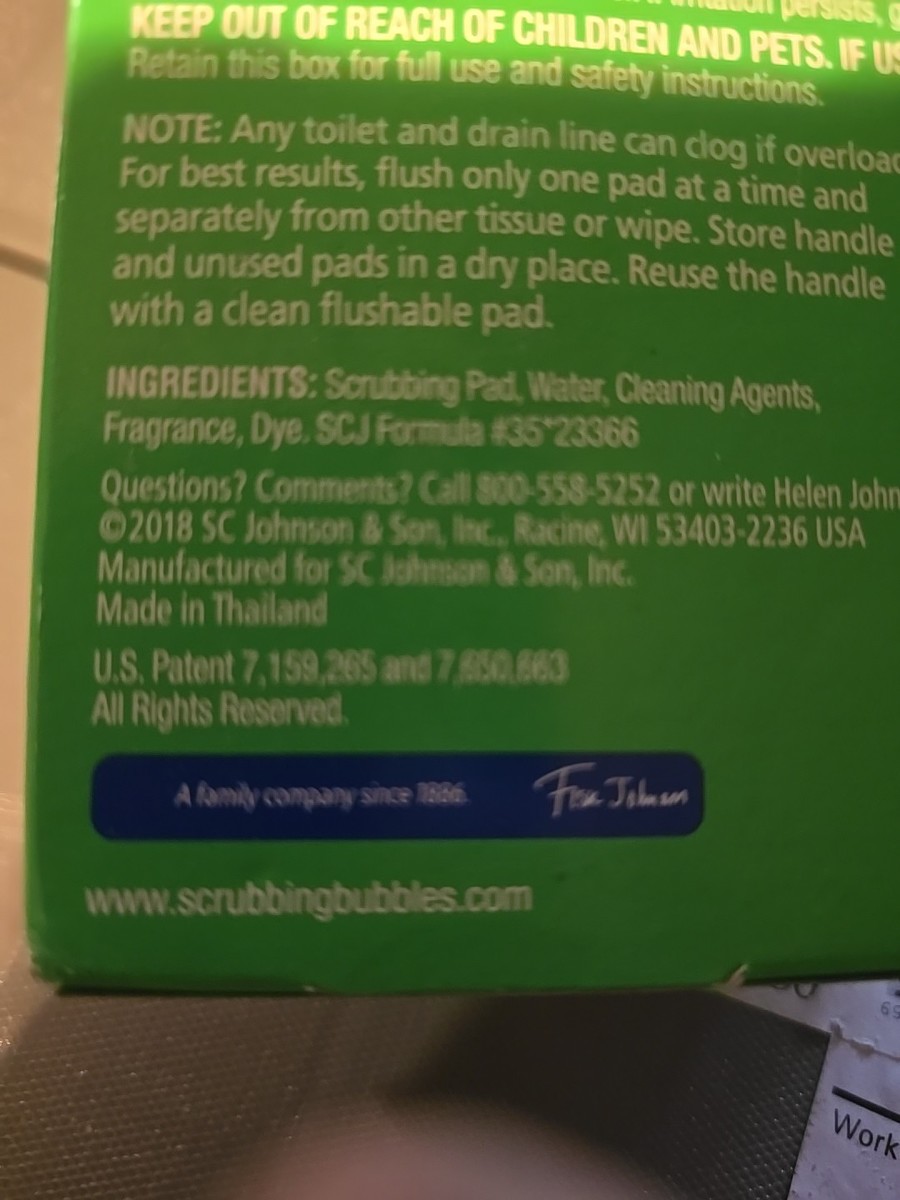 persists,
KEEP OUT OF REACH OF CHILDREN AND PETS. IF
Retain this box for full use and safety instructions.
NOTE: Any toilet and drain line can clog if
For best results, flush only one pad at a time and
separately from other tissue or wipe. Store handle
and unused pads in a dry place. Reuse the handle
with a clean flushable pad.
INGREDIENTS: Scrubbing Pad, Water, Cleaning Agents,
Fragrance, Dye. SCJ Formula #35*23366
Questions? Comments? Call 800-558-5252 or write Helen
©2018 SC Johnson & Son, Inc., Racine, WI 53403-2236 USA
Manufactured for SC Johnson & Son, Inc.
Made in Thailand
U.S. Patent 7,159,265 and
All Rights Reserved.
A family company since 1886.
www.scrubbingbubbles.com
Work